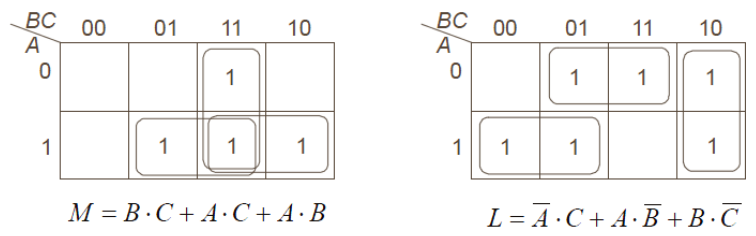 BC 00 01 11 10
A
0 1
1 1 1 1
M = B · C + A · C + A · B
BC 00 01 11 10
A
0 1 1 1
1 1 1 1
L = A̅ · C + A · B̅ + B · C̅